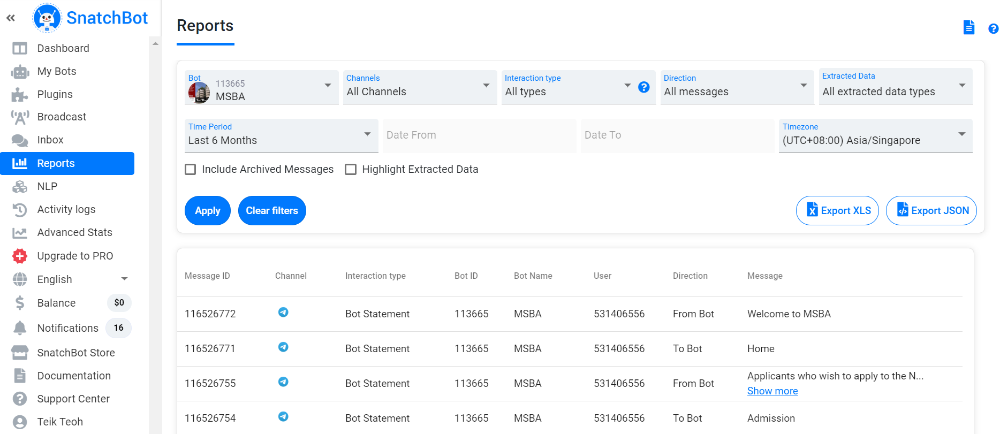 SnatchBot
Dashboard
My Bots
Plugins
Broadcast
Inbox
Reports
NLP
Activity logs
Advanced Stats
Upgrade to PRO
English
Balance $0
Notifications 16
SnatchBot Store
Documentation
Support Center
Teik Teoh
Reports
Bot
113665
MSBA
Channels
All Channels
Interaction type
All types
Direction
All messages
Extracted Data
All extracted data types
Time Period
Last 6 Months
Date From
Date To
Timezone
(UTC+08:00) Asia/Singapore
Include Archived Messages
Highlight Extracted Data
Apply
Clear filters
Export XLS
Export JSON
Message ID Channel Interaction type Bot ID Bot Name User Direction Message
116526772 Bot Statement 113665 MSBA 531406556 From Bot Welcome to MSBA
116526771 Bot Statement 113665 MSBA 531406556 To Bot Home
116526755 Bot Statement 113665 MSBA 531406556 From Bot Applicants who wish to apply to the N...
Show more
116526754 Bot Statement 113665 MSBA 531406556 To Bot Admission